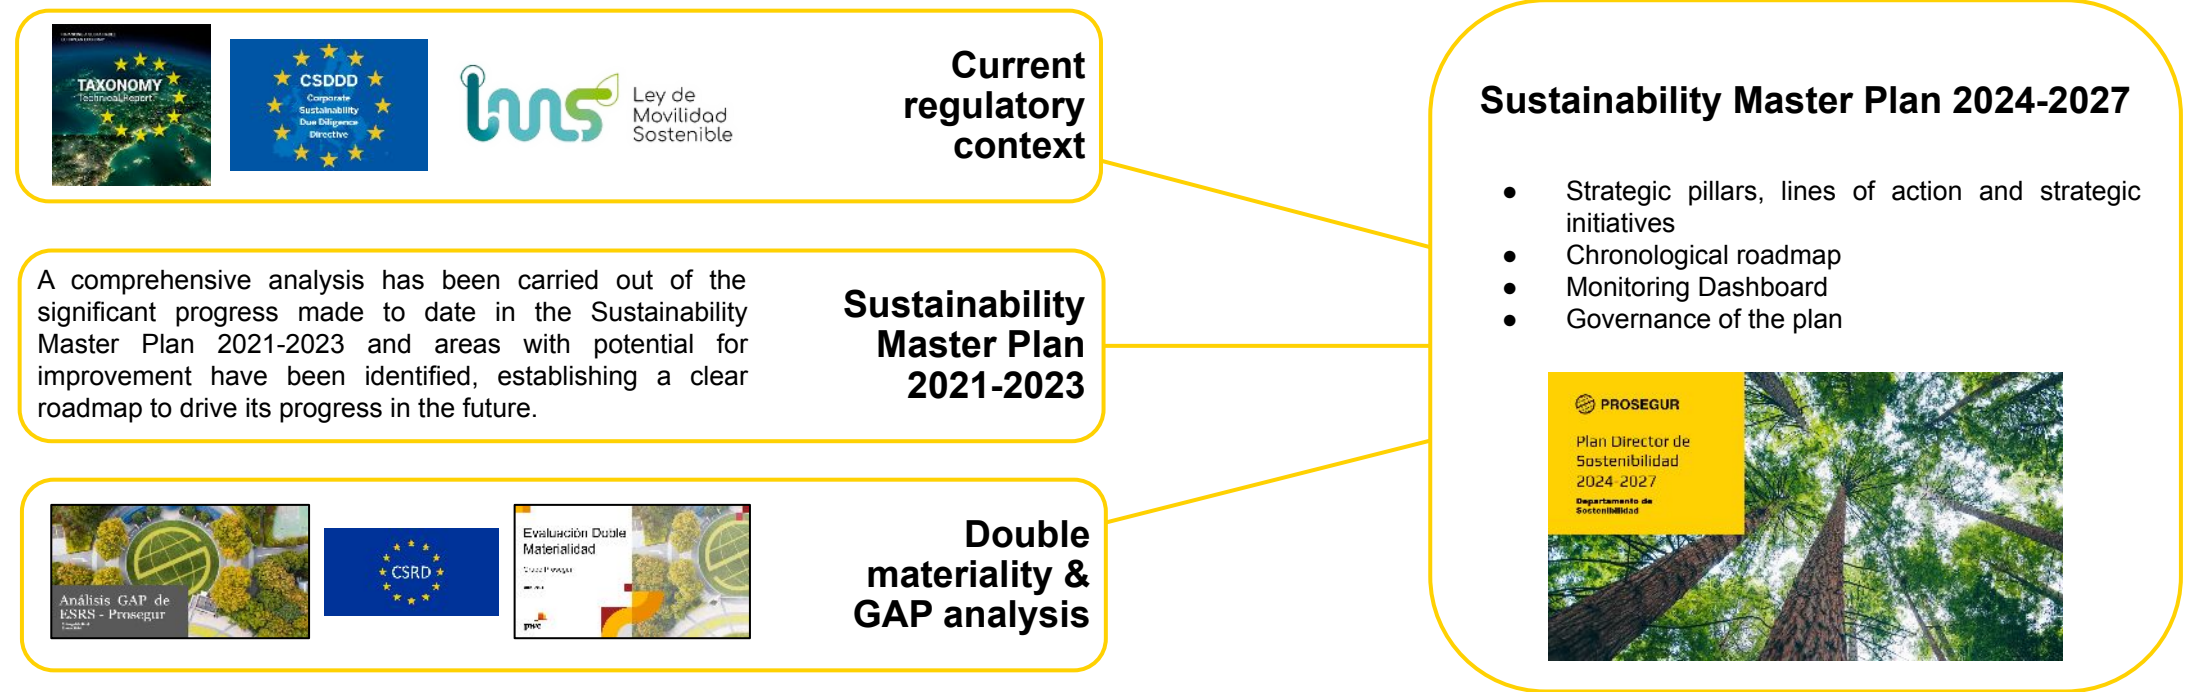 TAXONOMY
Technical Report
CSDDD
Corporate
Sustainability
Due Diligence
Directive
lms
Ley de
Movilidad
Sostenible
Current
regulatory
context
A comprehensive analysis has been carried out of the
significant progress made to date in the Sustainability
Master Plan 2021-2023 and areas with potential for
improvement have been identified, establishing a clear
roadmap to drive its progress in the future.
Sustainability
Master Plan
2021-2023
Análisis GAP de
ESRS - Prosegur
CSRD
Evaluación Doble
Materialidad
Grupo Prosegur
pwc
Double
materiality &
GAP analysis
Sustainability Master Plan 2024-2027
● Strategic pillars, lines of action and strategic
initiatives
● Chronological roadmap
● Monitoring Dashboard
● Governance of the plan
PROSEGUR
Plan Director de
Sostenibilidad
2024-2027
Departamento de
Sostenibilidad